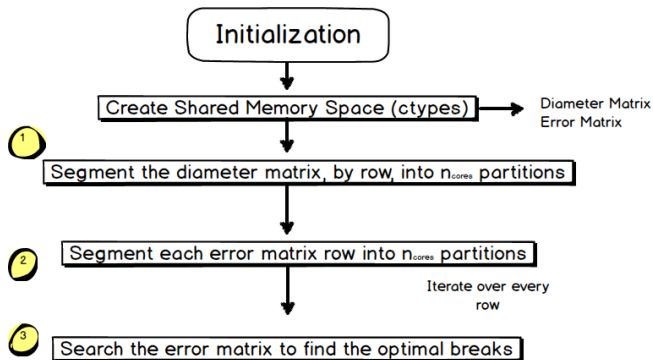 Initialization
Create Shared Memory Space (ctypes)
Diameter Matrix
Error Matrix
1
Segment the diameter matrix, by row, into n cores partitions
2
Segment each error matrix row into n cores partitions
Iterate over every
row
3
Search the error matrix to find the optimal breaks